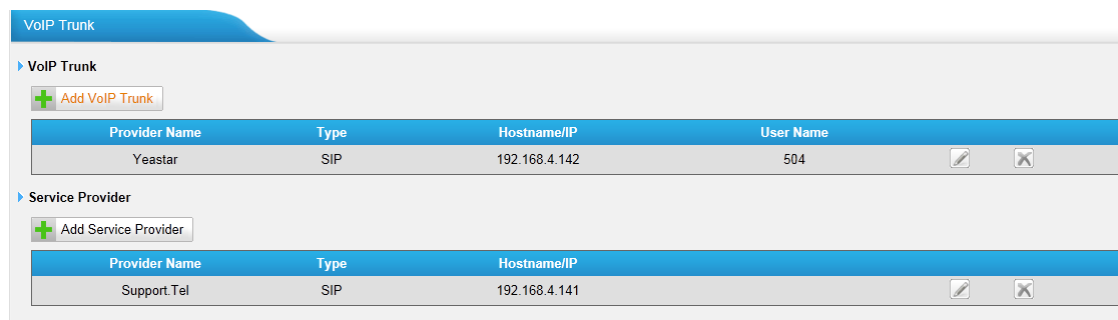 VoIP Trunk
VoIP Trunk
Add VoIP Trunk
Provider Name Type Hostname/IP User Name
Yeastar SIP 192.168.4.142 504
Service Provider
Add Service Provider
Provider Name Type Hostname/IP
Support.Tel SIP 192.168.4.141